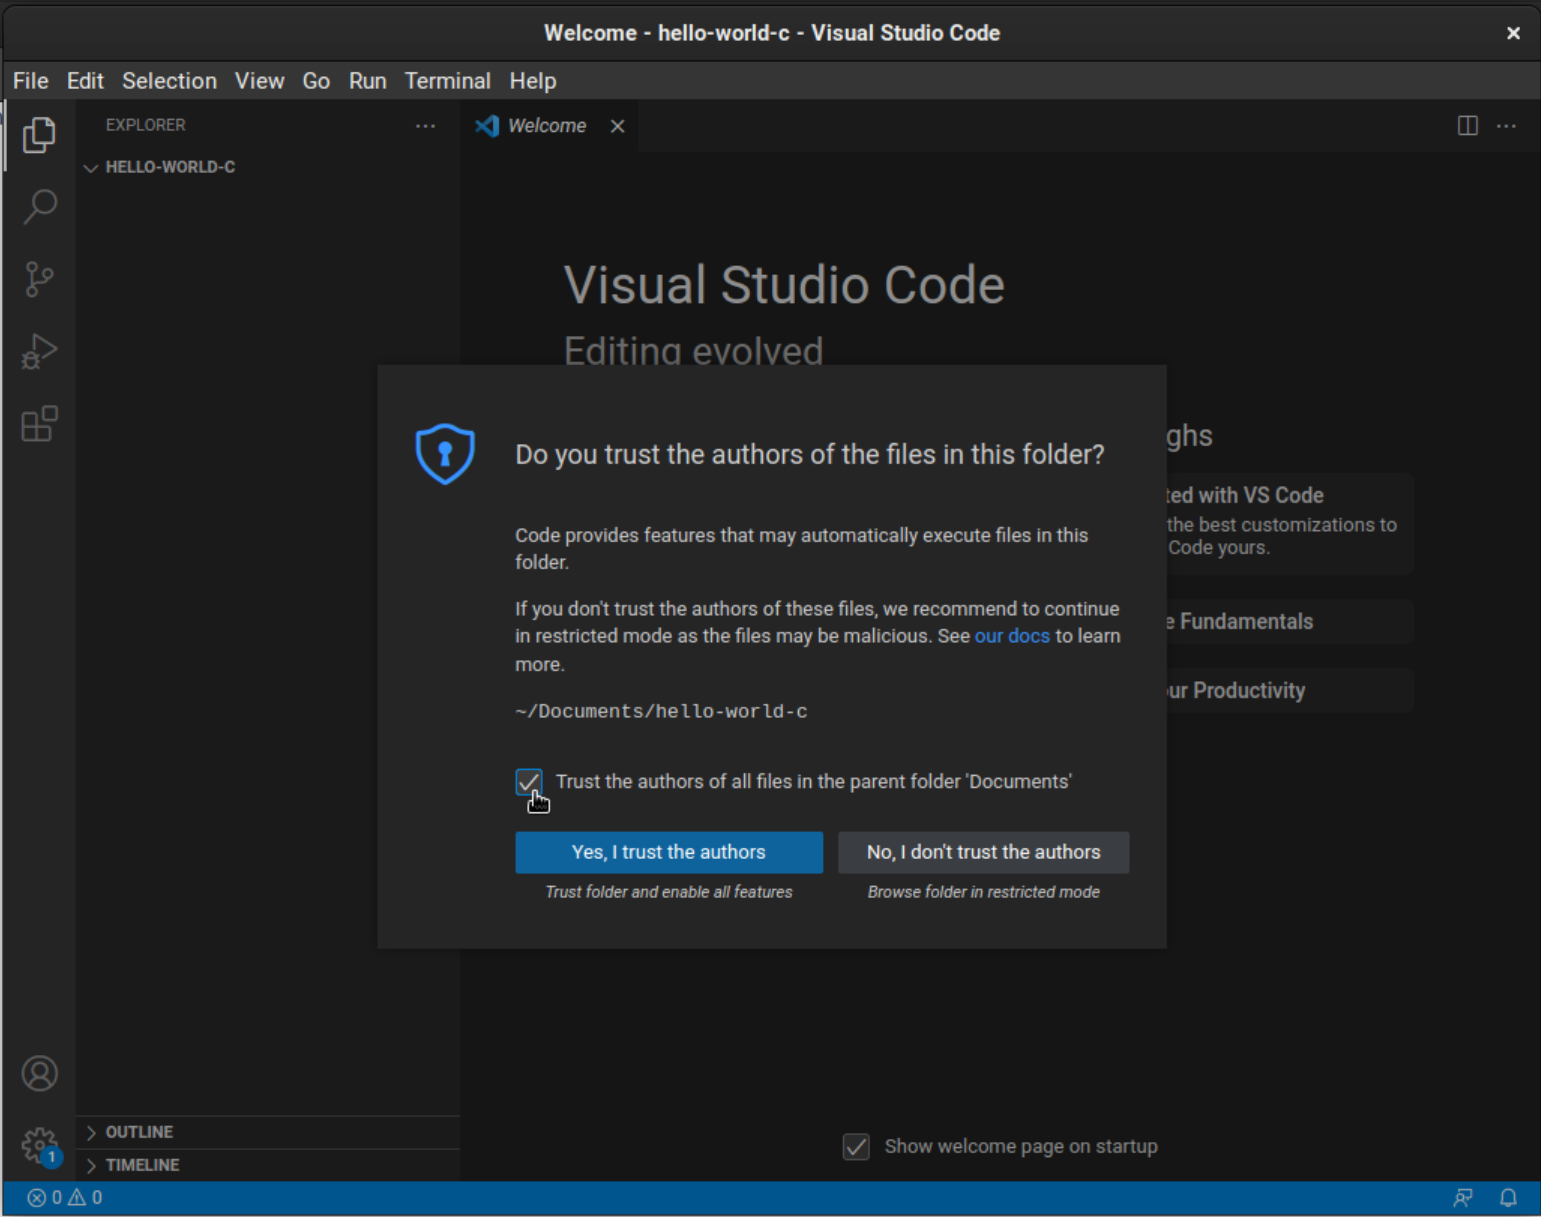 Welcome - hello-world-c - Visual Studio Code
File Edit Selection View Go Run Terminal Help
EXPLORER
Welcome
HELLO-WORLD-C
Visual Studio Code
Editing evolved
ghs
Do you trust the authors of the files in this folder?
ted with VS Code
the best customizations to
Code yours.
Code provides features that may automatically execute files in this
folder.
If you don't trust the authors of these files, we recommend to continue
in restricted mode as the files may be malicious. See our docs to learn
more.
e Fundamentals
ur Productivity
~/Documents/hello-world-c
Trust the authors of all files in the parent folder 'Documents'
Yes, I trust the authors
No, I don't trust the authors
Trust folder and enable all features
Browse folder in restricted mode
OUTLINE
1
TIMELINE
Show welcome page on startup
0 0